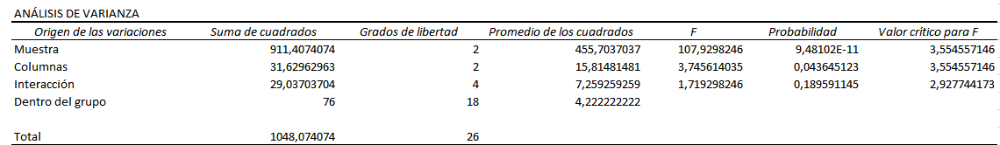 ANÁLISIS DE VARIANZA
Origen de las variaciones Suma de cuadrados Grados de libertad Promedio de los cuadrados F Probabilidad Valor crítico para F
Muestra 911,4074074 2 455,7037037 107,9298246 9,48102E-11 3,554557146
Columnas 31,62962963 2 15,81481481 3,745614035 0,043645123 3,554557146
Interacción 29,03703704 4 7,259259259 1,719298246 0,189591145 2,927744173
Dentro del grupo 76 18 4,222222222
Total 1048,074074 26